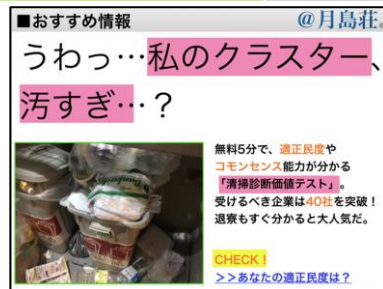 ■おすすめ情報
@月島荘。
うわっ…私のクラスター、
汚すぎ…？
無料5分で、適正民度や
コモンセンス能力が分かる
「清掃診断価値テスト」。
受けるべき企業は40社を突破！
退寮もすぐ分かると大人気だ。
CHECK！
>>あなたの適正民度は？